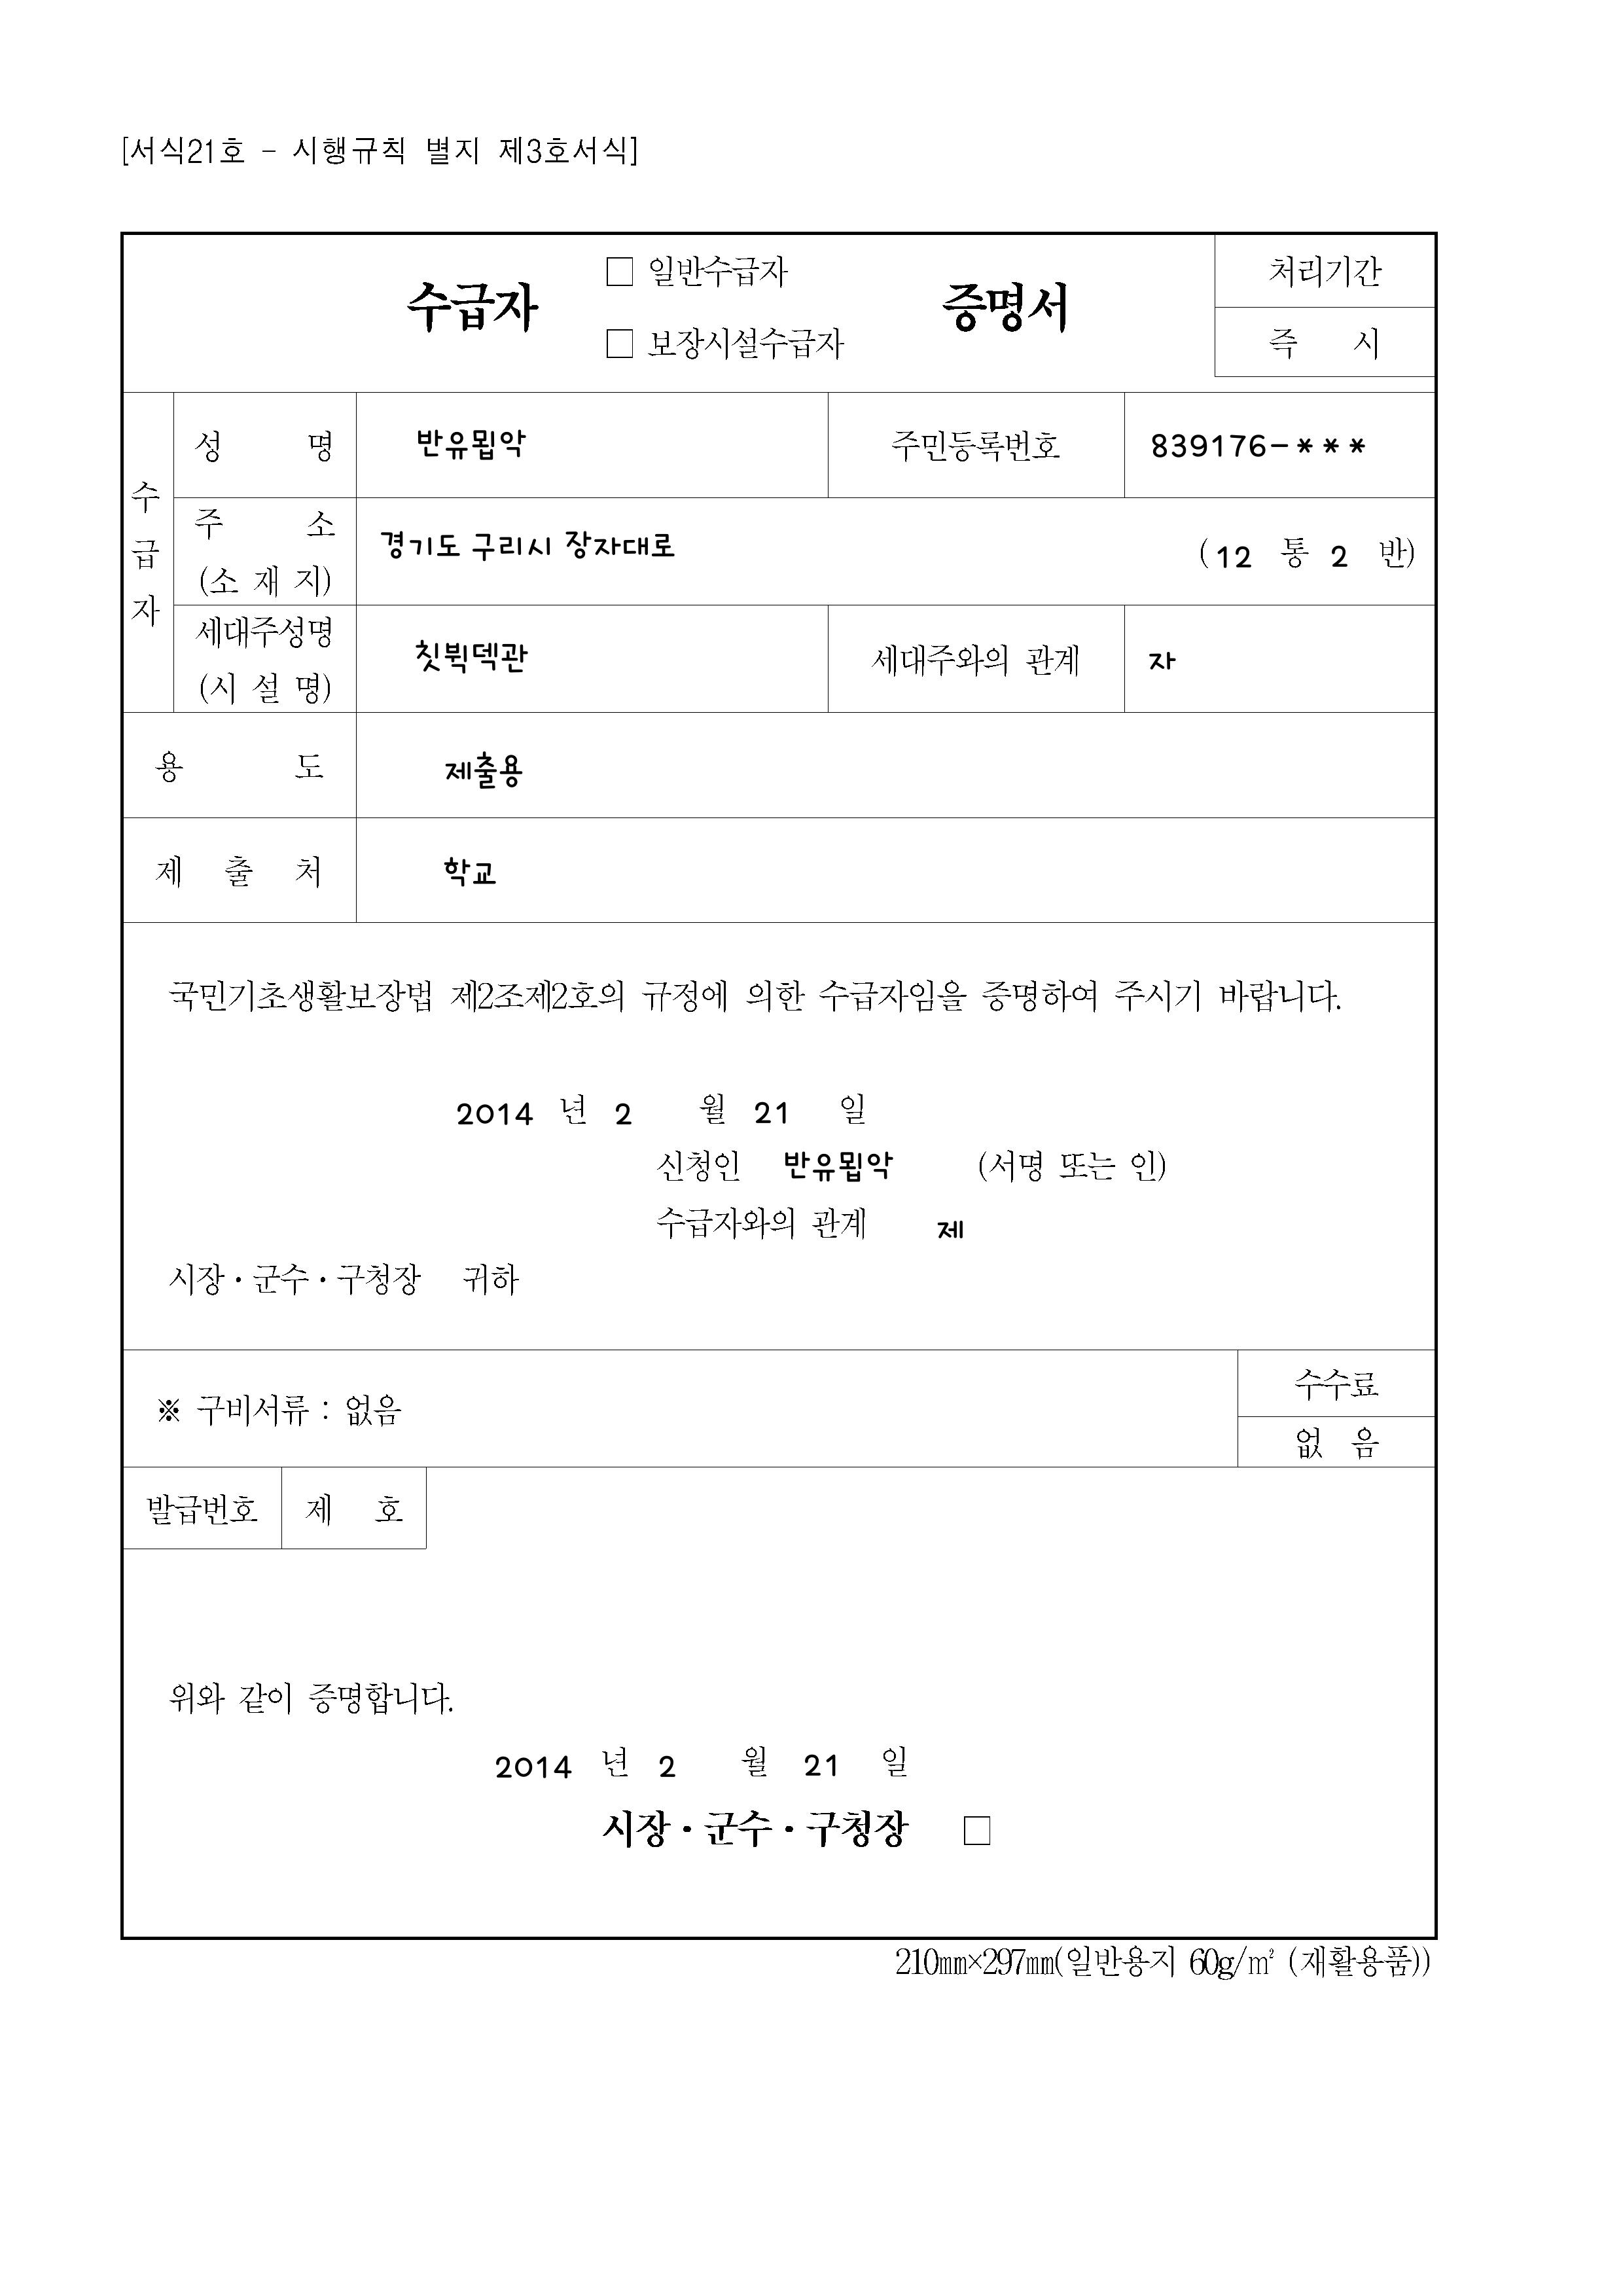 [서식21호 - 시행규칙 별지 제3호서식]
수급자 □ 일반수급자 □ 보장시설수급자 증명서
처리기간
즉 시
수급자
성 명 반유묍악 주민등록번호 839176-***
주 소 (소 재 지) 경기도 구리시 장자대로 (12 통 2 반)
세대주성명 (시 설 명) 칫뷕덱관 세대주와의 관계 자
용 도 제출용
제 출 처 학교
국민기초생활보장법 제2조제2호의 규정에 의한 수급자임을 증명하여 주시기 바랍니다.
2014 년 2 월 21 일
신청인 반유묍악 (서명 또는 인)
수급자와의 관계 제
시장·군수·구청장 귀하
※ 구비서류 : 없음
수수료
없 음
발급번호 제 호
위와 같이 증명합니다.
2014 년 2 월 21 일
시장·군수·구청장 □
210㎜×297㎜(일반용지 60g/㎡ (재활용품))